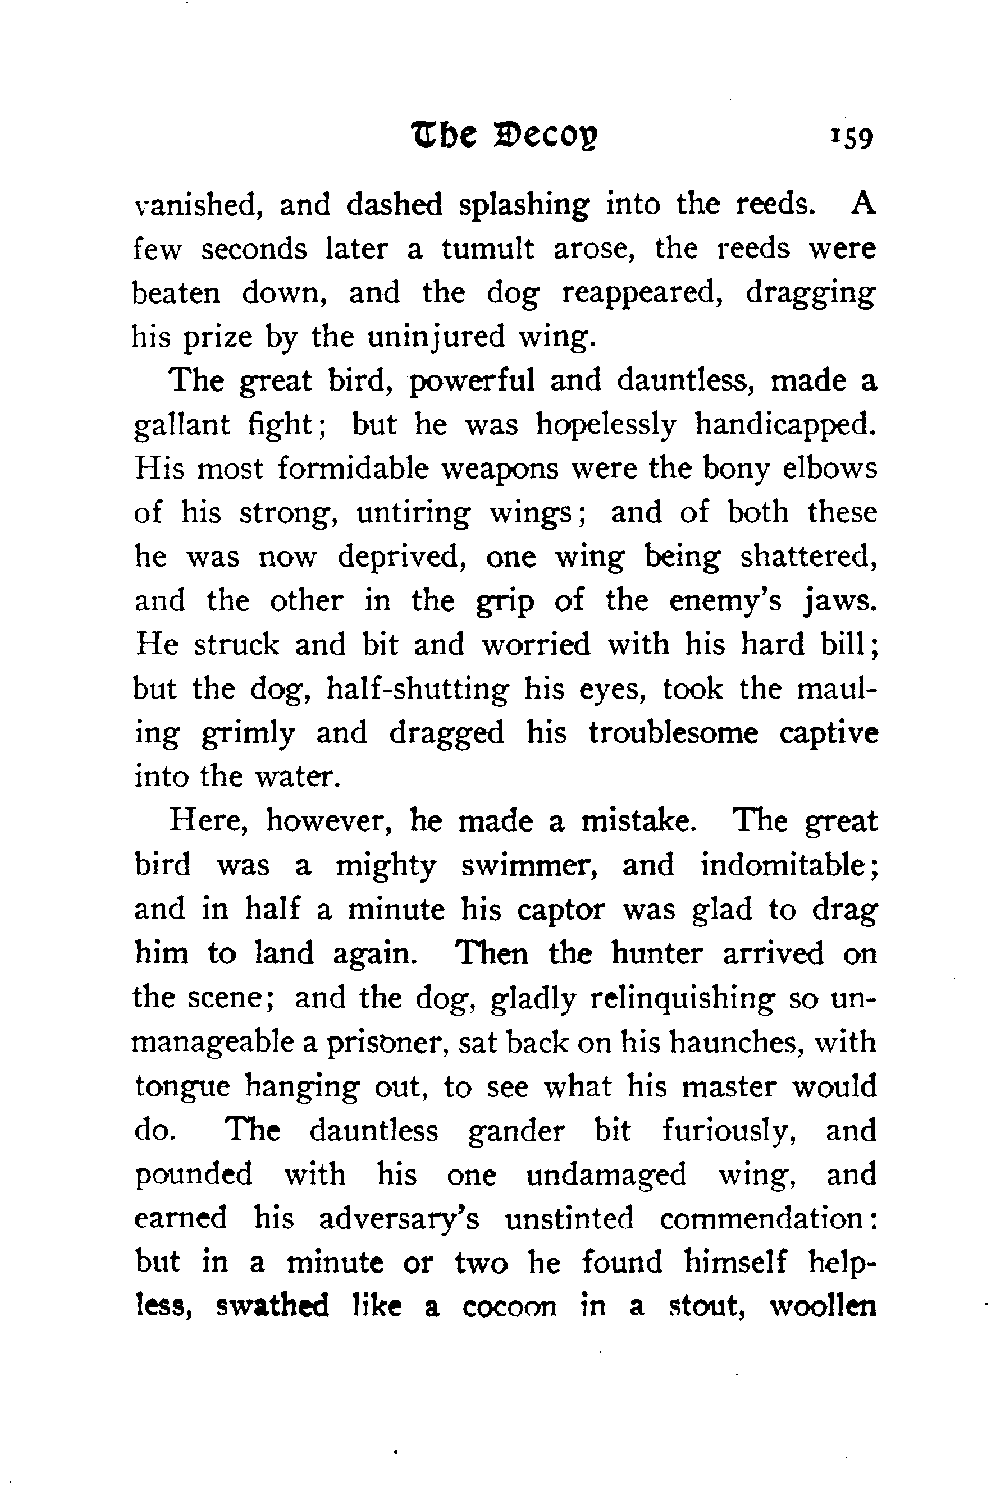 The Decoy 159
vanished, and dashed splashing into the reeds. A
few seconds later a tumult arose, the reeds were
beaten down, and the dog reappeared, dragging
his prize by the uninjured wing.
The great bird, powerful and dauntless, made a
gallant fight; but he was hopelessly handicapped.
His most formidable weapons were the bony elbows
of his strong, untiring wings; and of both these
he was now deprived, one wing being shattered,
and the other in the grip of the enemy's jaws.
He struck and bit and worried with his hard bill;
but the dog, half-shutting his eyes, took the maul-
ing grimly and dragged his troublesome captive
into the water.
Here, however, he made a mistake. The great
bird was a mighty swimmer, and indomitable;
and in half a minute his captor was glad to drag
him to land again. Then the hunter arrived on
the scene; and the dog, gladly relinquishing so un-
manageable a prisoner, sat back on his haunches, with
tongue hanging out, to see what his master would
do. The dauntless gander bit furiously, and
pounded with his one undamaged wing, and
earned his adversary's unstinted commendation:
but in a minute or two he found himself help-
less, swathed like a cocoon in a stout, woollen